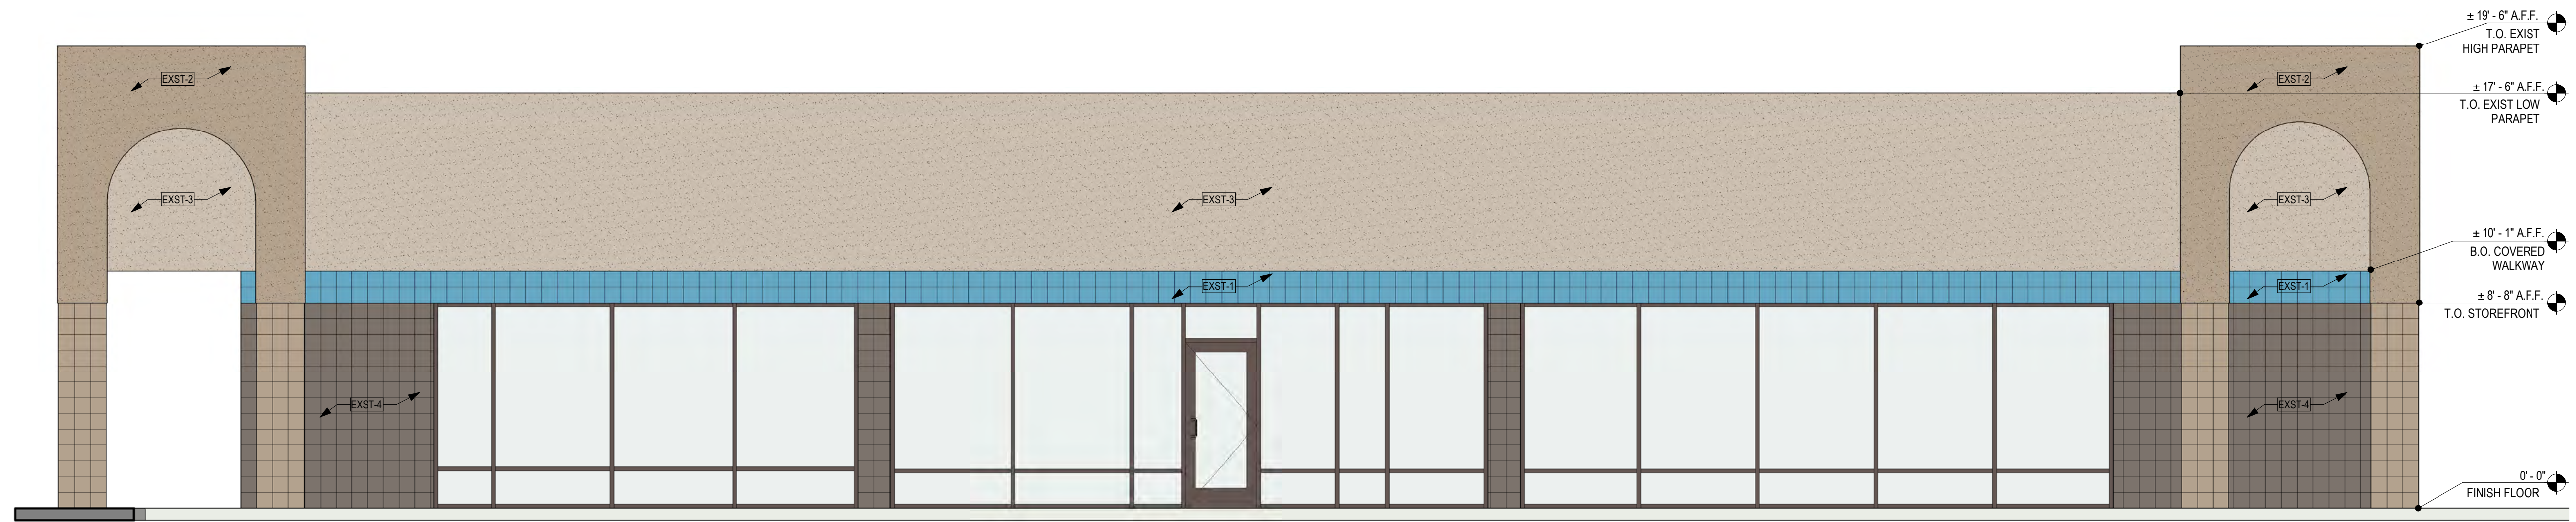 ± 19' - 6" A.F.F.
T.O. EXIST
HIGH PARAPET
EXST-2
EXST-2
± 17' - 6" A.F.F.
T.O. EXIST LOW
PARAPET
EXST-3
EXST-3
EXST-3
± 10' - 1" A.F.F.
B.O. COVERED
WALKWAY
EXST-1
EXST-1
± 8' - 8" A.F.F.
T.O. STOREFRONT
EXST-4
EXST-4
0' - 0"
FINISH FLOOR